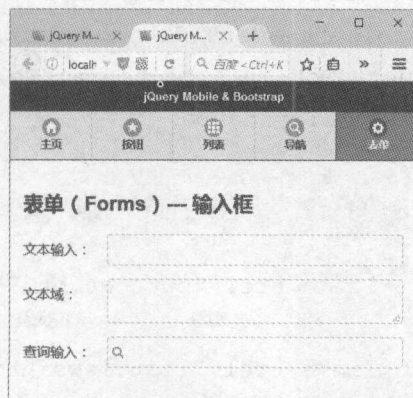 jQuery M... jQuery M...
localh 百度 <Ctrl+K
jQuery Mobile & Bootstrap
主页 按钮 列表 导航 表单
表单（Forms）--- 输入框
文本输入：
文本域：
查询输入：